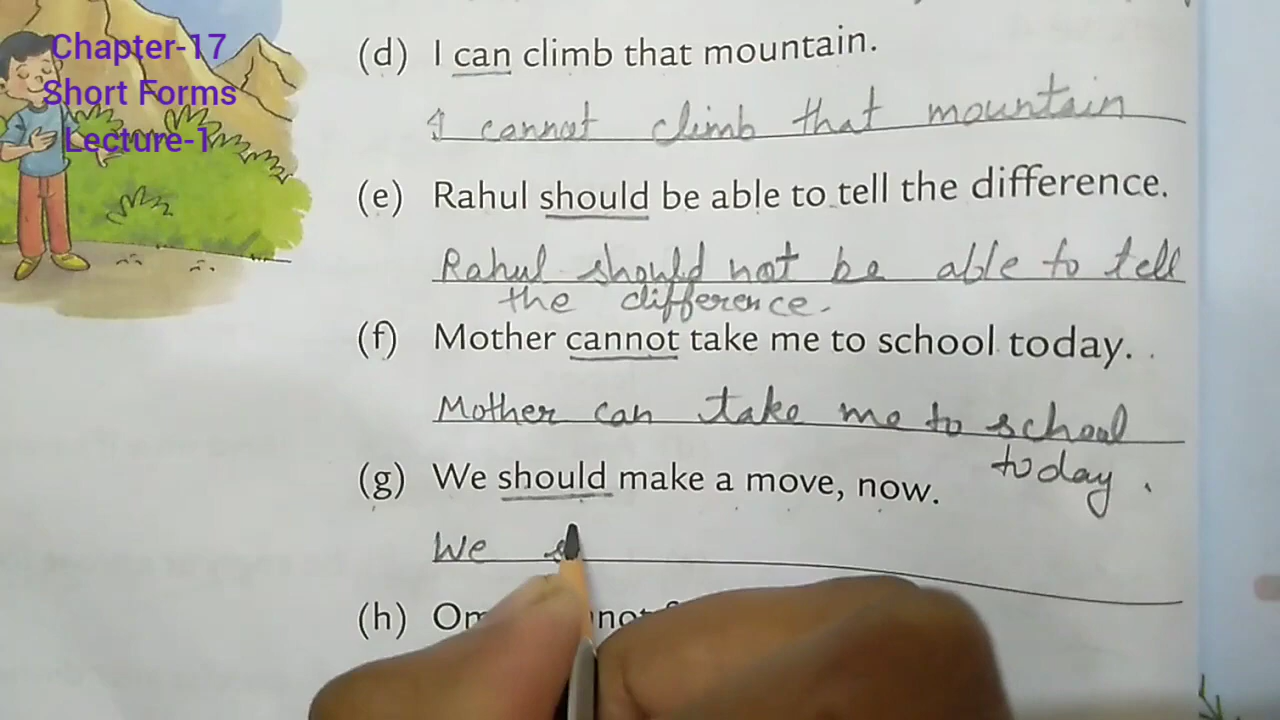 Chapter-17
Short Forms
Lecture-1
(d) I can climb that mountain.
I cannot climb that mountain
(e) Rahul should be able to tell the difference.
Rahul should not be able to tell
the difference.
(f) Mother cannot take me to school today.
Mother can take me to school
today.
(g) We should make a move, now.
We s
(h)